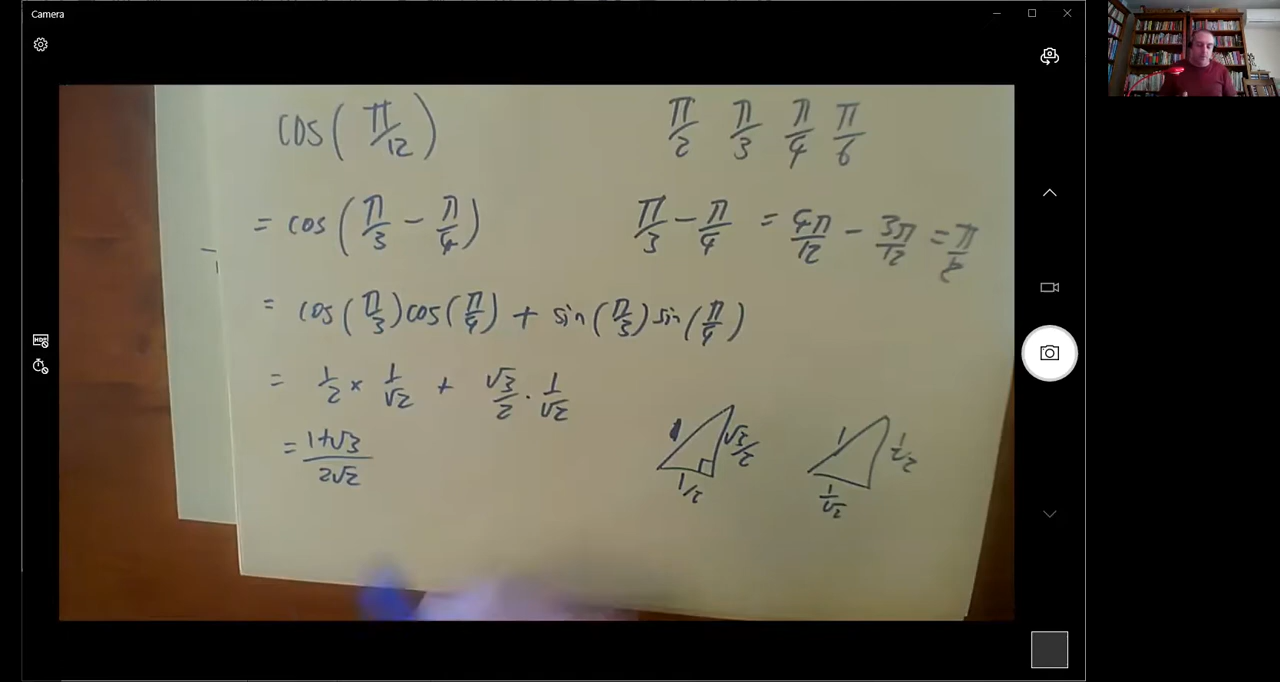 Camera
cos(π/12)
π/2 π/3 π/4 π/6
= cos(π/3 − π/4)
π/3 − π/4 = 4π/12 − 3π/12 = π/12
= cos(π/3)cos(π/4) + sin(π/3)sin(π/4)
= 1/2 × 1/√2 + √3/2 · 1/√2
= 1+√3/2√2
1 √3/2 1/2
1 1/√2 1/√2